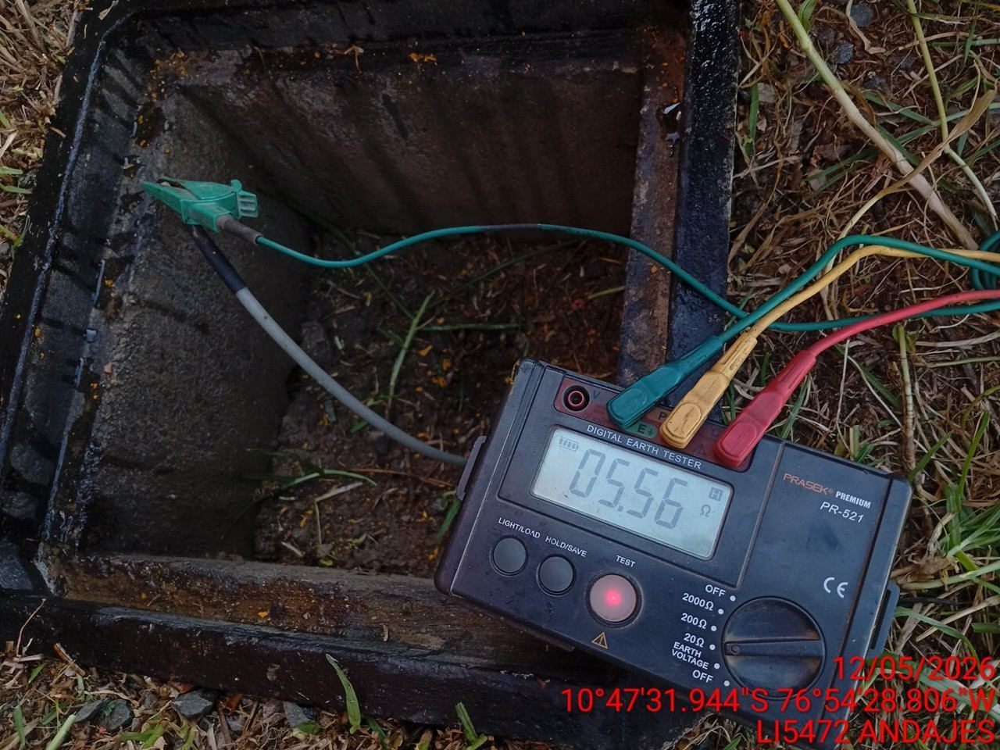 V
E
P
DIGITAL EARTH TESTER
05.56
H
Ω
PRASEK® PREMIUM
PR-521
LIGHT/LOAD
HOLD/SAVE
TEST
CE
OFF
2000Ω
200Ω
20Ω
EARTH VOLTAGE
OFF
12/05/2026
10°47'31.944"S 76°54'28.806"W
LI5472 ANDAJES